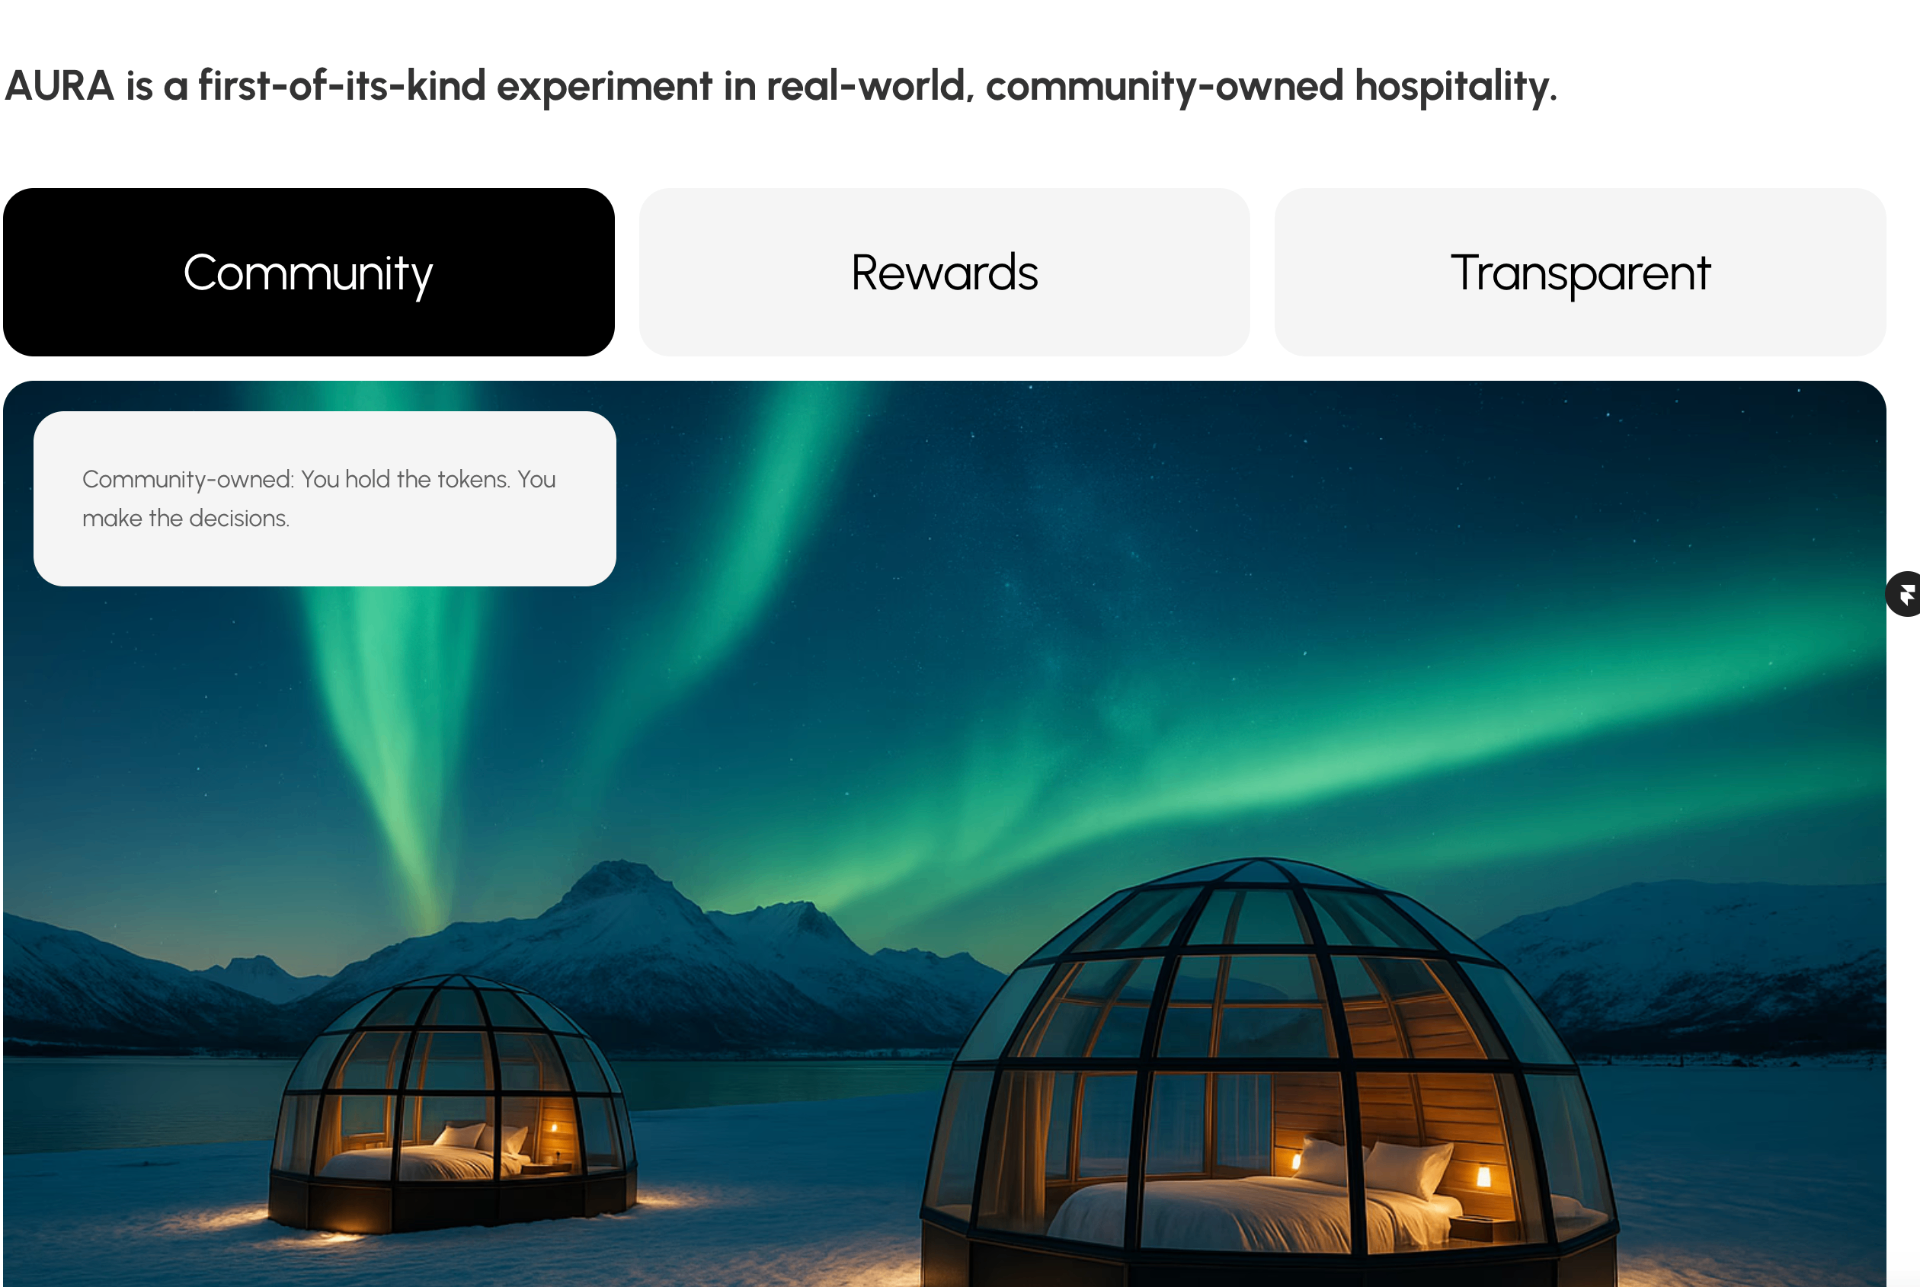 AURA is a first-of-its-kind experiment in real-world, community-owned hospitality.
Community
Rewards
Transparent
Community-owned: You hold the tokens. You
make the decisions.